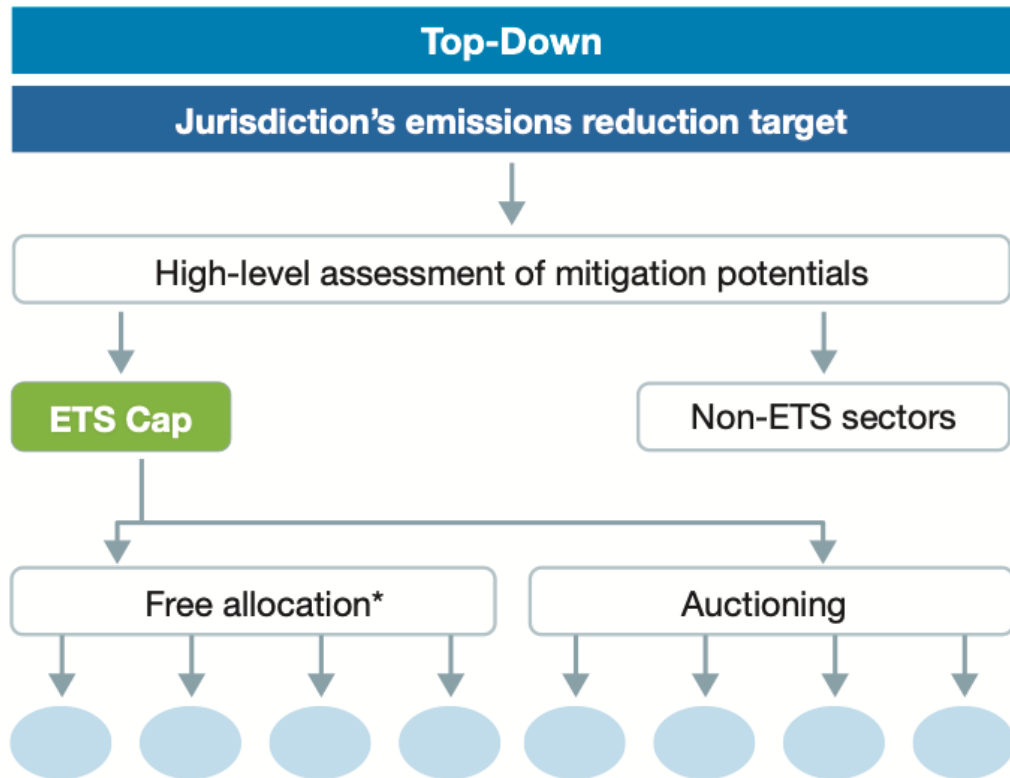 Top-Down
Jurisdiction's emissions reduction target
High-level assessment of mitigation potentials
ETS Cap
Non-ETS sectors
Free allocation*
Auctioning